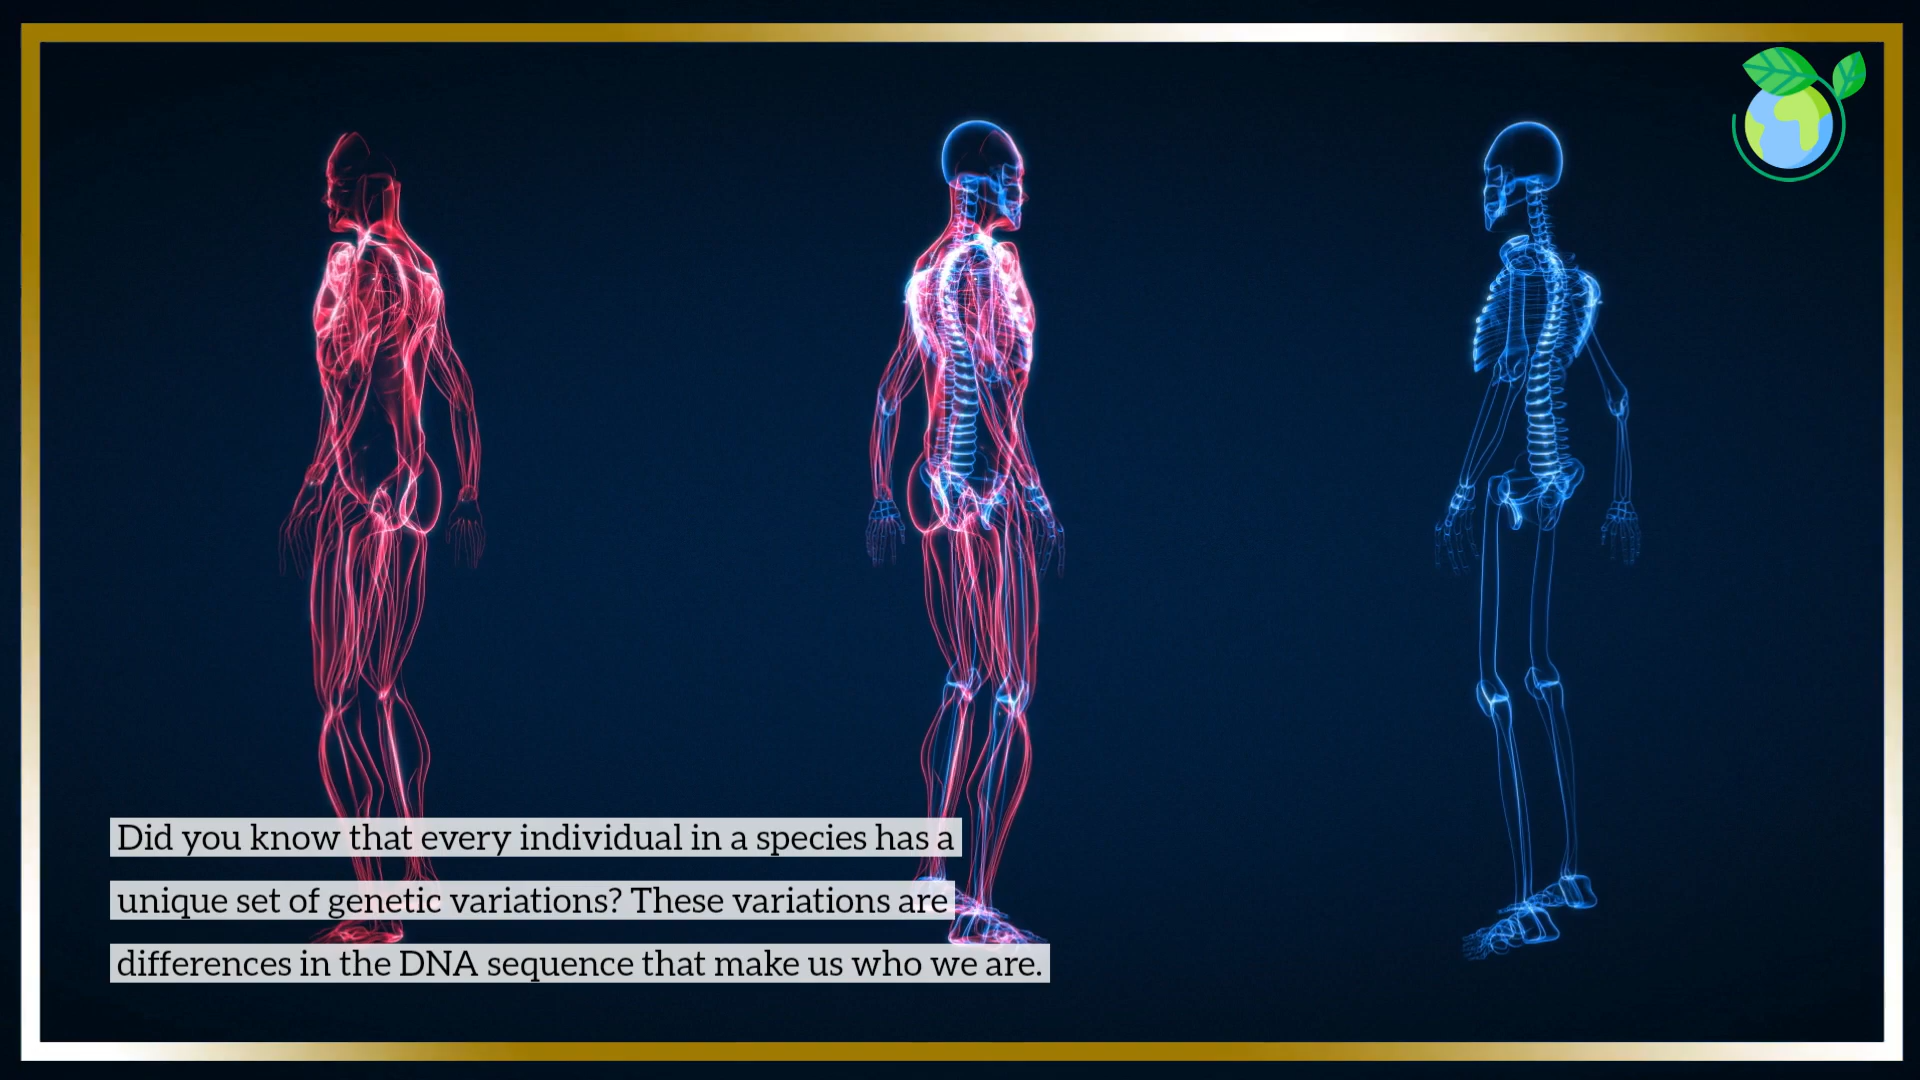 Did you know that every individual in a species has a
unique set of genetic variations? These variations are
differences in the DNA sequence that make us who we are.